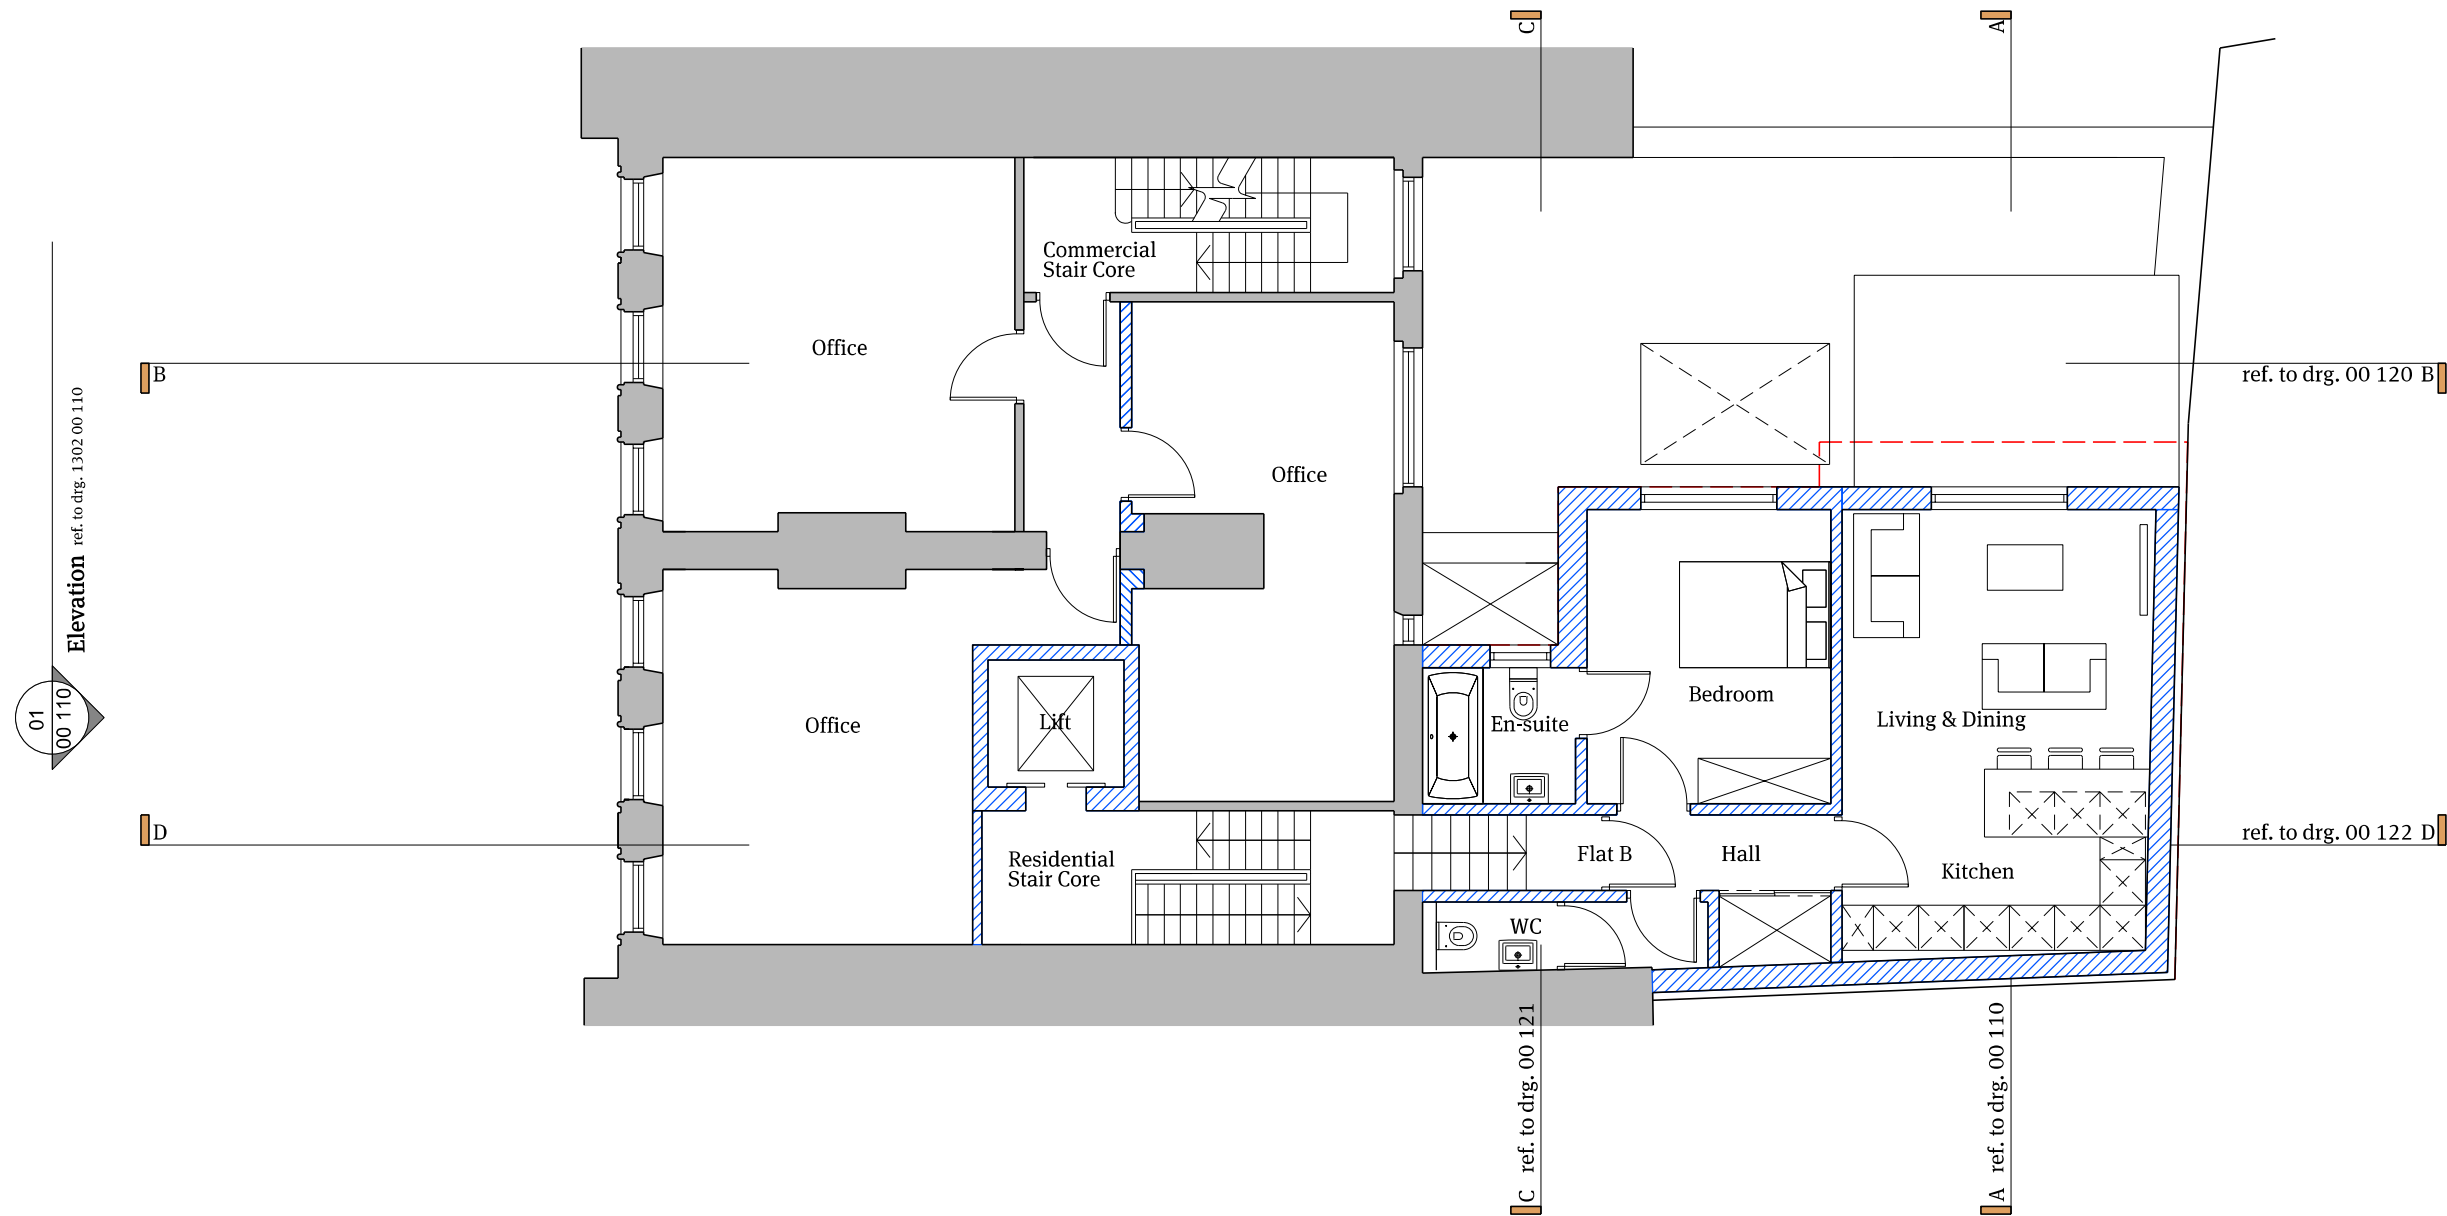 C
A
Commercial
Stair Core
Office
B
ref. to drg. 00 120 B
Elevation ref. to drg. 1302 00 110
Office
01
00 110
Office
Lift
En-suite
Bedroom
Living & Dining
D
ref. to drg. 00 122 D
Residential
Stair Core
Flat B
Hall
Kitchen
WC
C ref. to drg. 00 121
A ref. to drg. 00 110